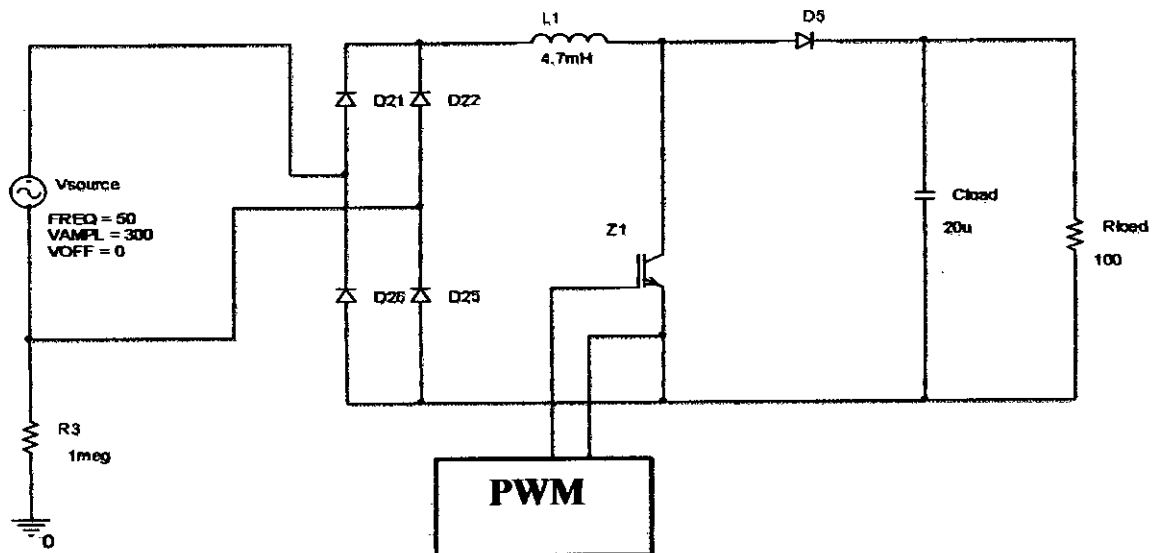 L1
4.7mH
D5
D21
D22
Vsource
FREQ = 50
VAMPL = 300
VOFF = 0
Z1
Cload
20u
Rload
100
D26
D25
R3
1meg
0
PWM